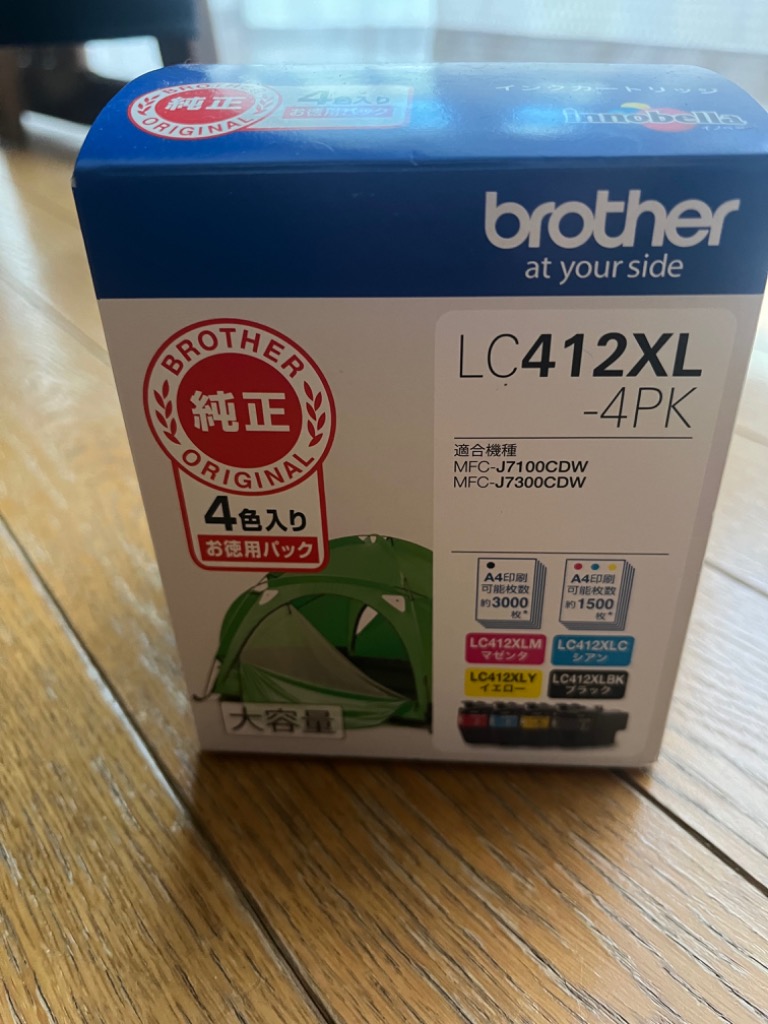 BROTHER
純正
ORIGINAL
4色入り
お徳用パック
インクカートリッジ
innobella
brother
at your side
BROTHER
純正
ORIGINAL
4色入り
お徳用パック
大容量
LC412XL
-4PK
適合機種
MFC-J7100CDW
MFC-J7300CDW
A4印刷
可能枚数
約3000
枚*
A4印刷
可能枚数
約1500
枚*
LC412XLM
マゼンタ
LC412XLC
シアン
LC412XLY
イエロー
LC412XLBK
ブラック